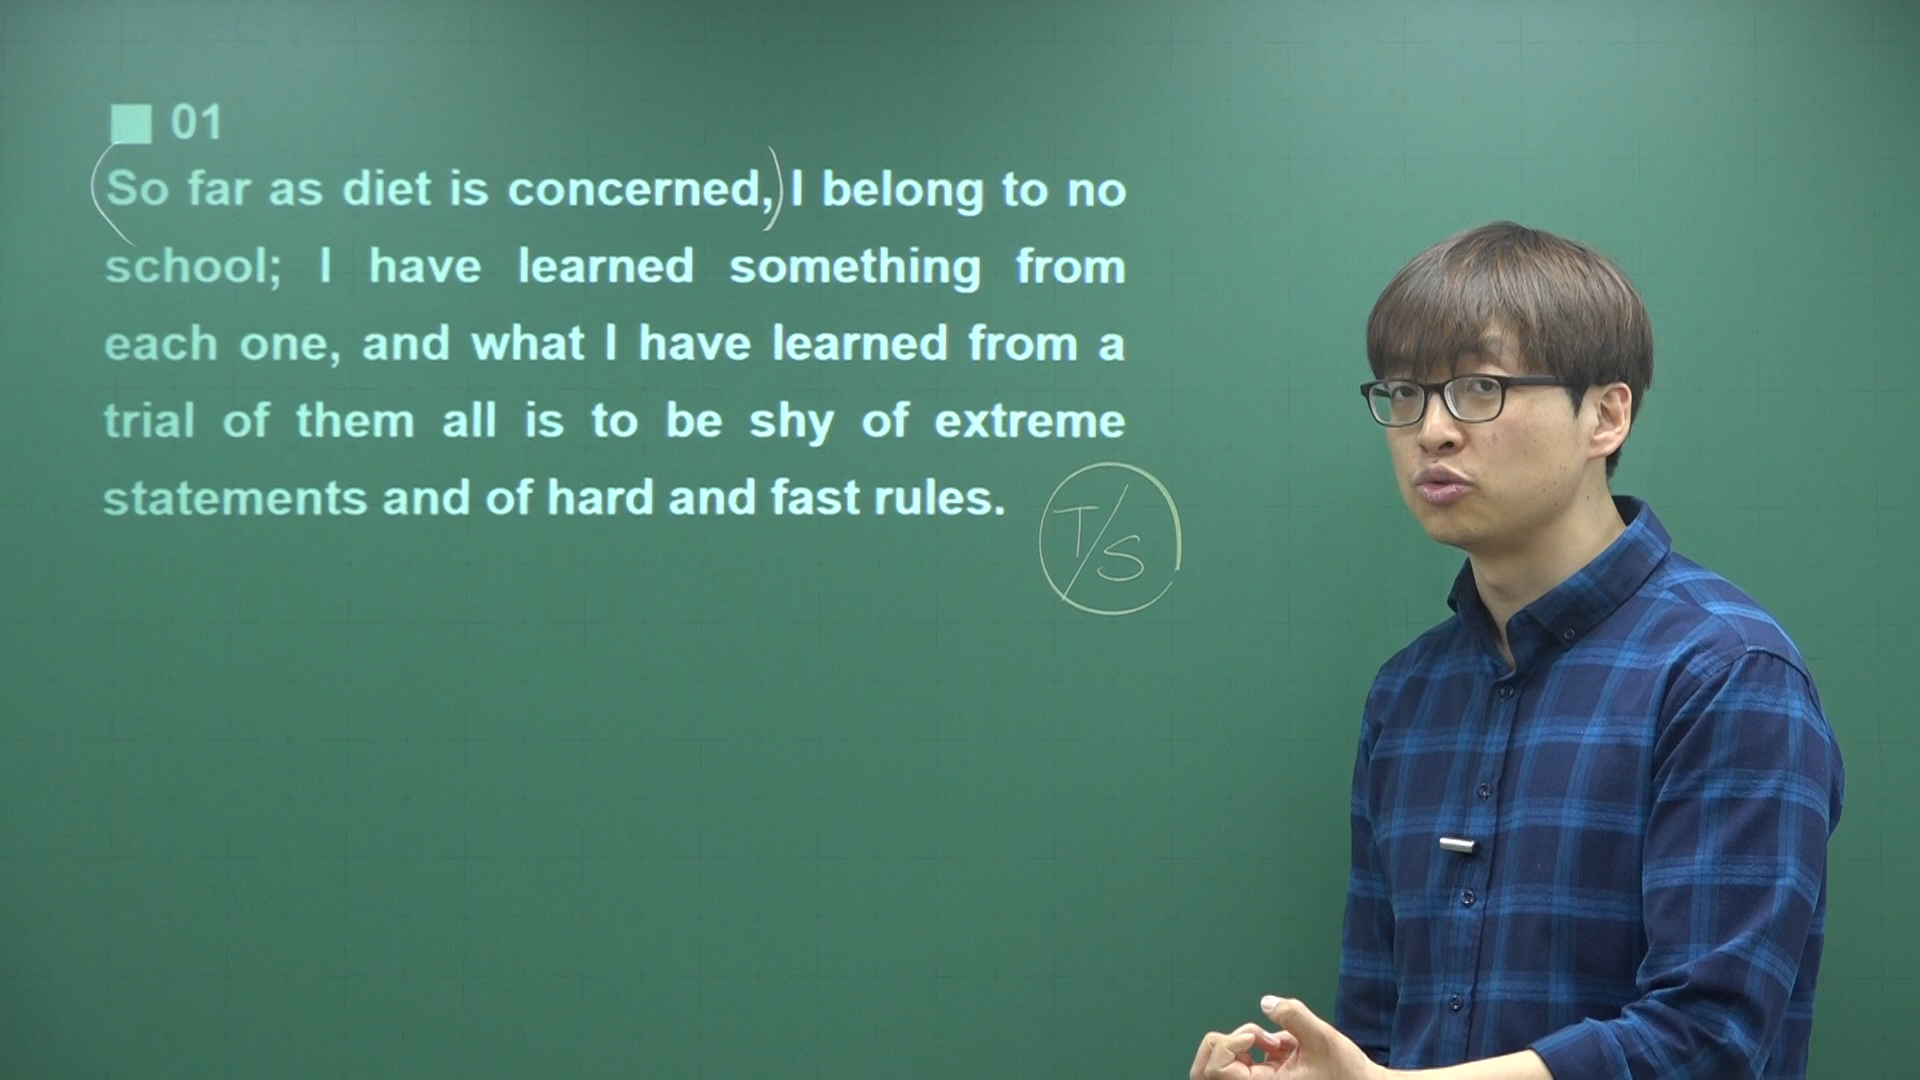 01
So far as diet is concerned, I belong to no
school; I have learned something from
each one, and what I have learned from a
trial of them all is to be shy of extreme
statements and of hard and fast rules.
T/S